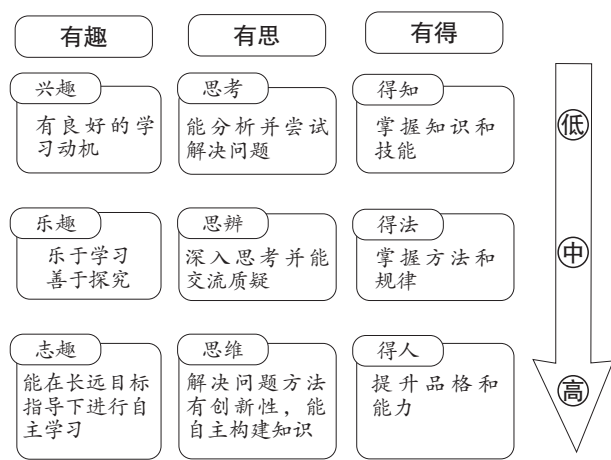 有趣
有思
有得
兴趣
有良好的学
习动机
思考
能分析并尝试
解决问题
得知
掌握知识和
技能
低
乐趣
乐于学习
善于探究
思辨
深入思考并能
交流质疑
得法
掌握方法和
规律
中
志趣
能在长远目标
指导下进行自
主学习
思维
解决问题方法
有创新性，能
自主构建知识
得人
提升品格和
能力
高